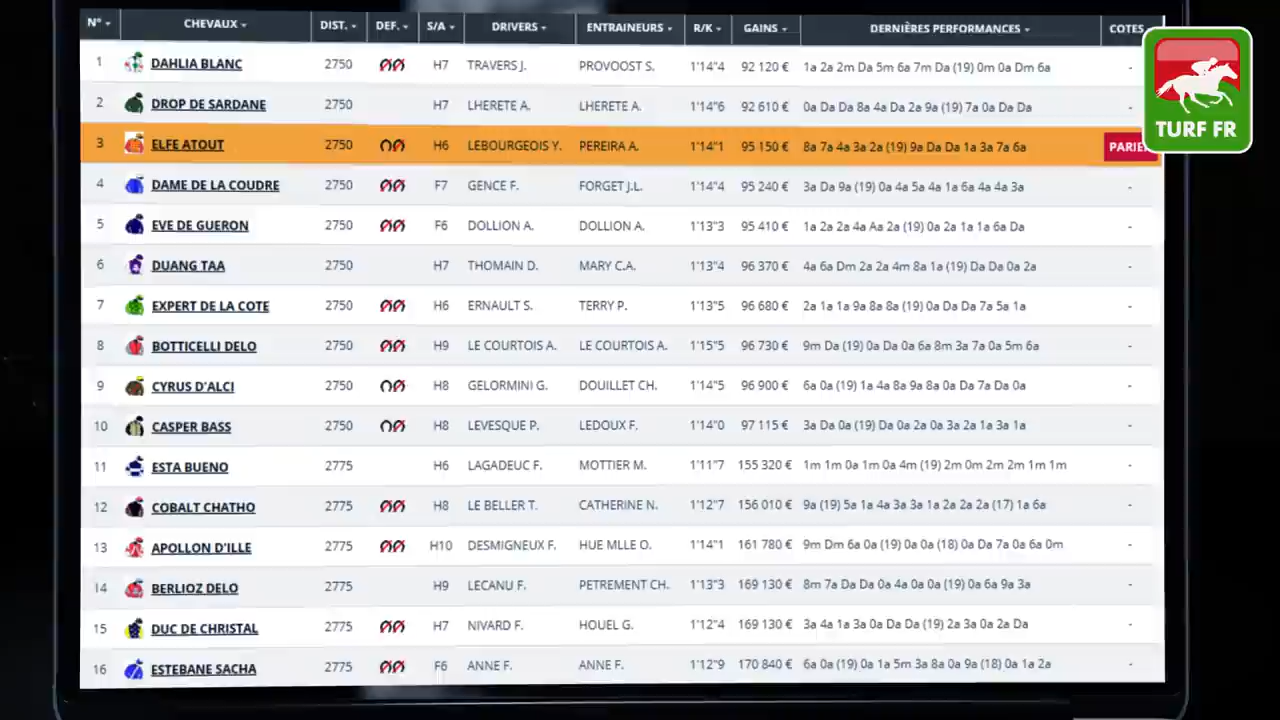 N° CHEVAUX DIST. DEF. S/A DRIVERS ENTRAINEURS R/K GAINS DERNIÈRES PERFORMANCES COTES
1 DAHLIA BLANC 2750 H7 TRAVERS J. PROVOOST S. 1'14"4 92 120 € 1a 2a 2m Da 5m 6a 7m Da (19) 0m 0a Dm 6a -
2 DROP DE SARDANE 2750 H7 LHERETE A. LHERETE A. 1'14"6 92 610 € 0a Da Da 8a 4a Da 2a 9a (19) 7a 0a Da Da -
3 ELFE ATOUT 2750 H6 LEBOURGEOIS Y. PEREIRA A. 1'14"1 95 150 € 8a 7a 4a 3a 2a (19) 9a Da Da 1a 3a 7a 6a PARIER
4 DAME DE LA COUDRE 2750 F7 GENCE F. FORGET J.L. 1'14"4 95 240 € 3a Da 9a (19) 0a 4a 5a 4a 1a 6a 4a 4a 3a -
5 EVE DE GUERON 2750 F6 DOLLION A. DOLLION A. 1'13"3 95 410 € 1a 2a 2a 4a Aa 2a (19) 0a 2a 1a 1a 6a Da -
6 DUANG TAA 2750 H7 THOMAIN D. MARY C.A. 1'13"4 96 370 € 4a 6a Dm 2a 2a 4m 8a 1a (19) Da Da 0a 2a -
7 EXPERT DE LA COTE 2750 H6 ERNAULT S. TERRY P. 1'13"5 96 680 € 2a 1a 1a 9a 8a 8a (19) 0a Da Da 7a 5a 1a -
8 BOTTICELLI DELO 2750 H9 LE COURTOIS A. LE COURTOIS A. 1'15"5 96 730 € 9m Da (19) 0a Da 0a 6a 8m 3a 7a 0a 5m 6a -
9 CYRUS D'ALCI 2750 H8 GELORMINI G. DOUILLET CH. 1'14"5 96 900 € 6a 0a (19) 1a 4a 8a 9a 8a 0a Da 7a Da 0a -
10 CASPER BASS 2750 H8 LEVESQUE P. LEDOUX F. 1'14"0 97 115 € 3a Da 0a (19) Da 0a 2a 0a 3a 2a 1a 3a 1a -
11 ESTA BUENO 2775 H6 LAGADEUC F. MOTTIER M. 1'11"7 155 320 € 1m 1m 0a 1m 0a 4m (19) 2m 0m 2m 2m 1m 1m -
12 COBALT CHATHO 2775 H8 LE BELLER T. CATHERINE N. 1'12"7 156 010 € 9a (19) 5a 1a 4a 3a 3a 1a 2a 2a 2a (17) 1a 6a -
13 APOLLON D'ILLE 2775 H10 DESMIGNEUX F. HUE MLLE O. 1'14"1 161 780 € 9m Dm 6a 0a (19) 0a 0a (18) 0a Da 7a 0a 6a 0m -
14 BERLIOZ DELO 2775 H9 LECANU F. PETREMENT CH. 1'13"3 169 130 € 8m 7a Da Da 0a 4a 0a 0a (19) 0a 6a 9a 3a -
15 DUC DE CHRISTAL 2775 H7 NIVARD F. HOUEL G. 1'12"4 169 130 € 3a 4a 1a 3a 0a Da Da (19) 2a 3a 0a 2a Da -
16 ESTEBANE SACHA 2775 F6 ANNE F. ANNE F. 1'12"9 170 840 € 6a 0a (19) 0a 1a 5m 3a 8a 0a 9a (18) 0a 1a 2a -
TURF FR